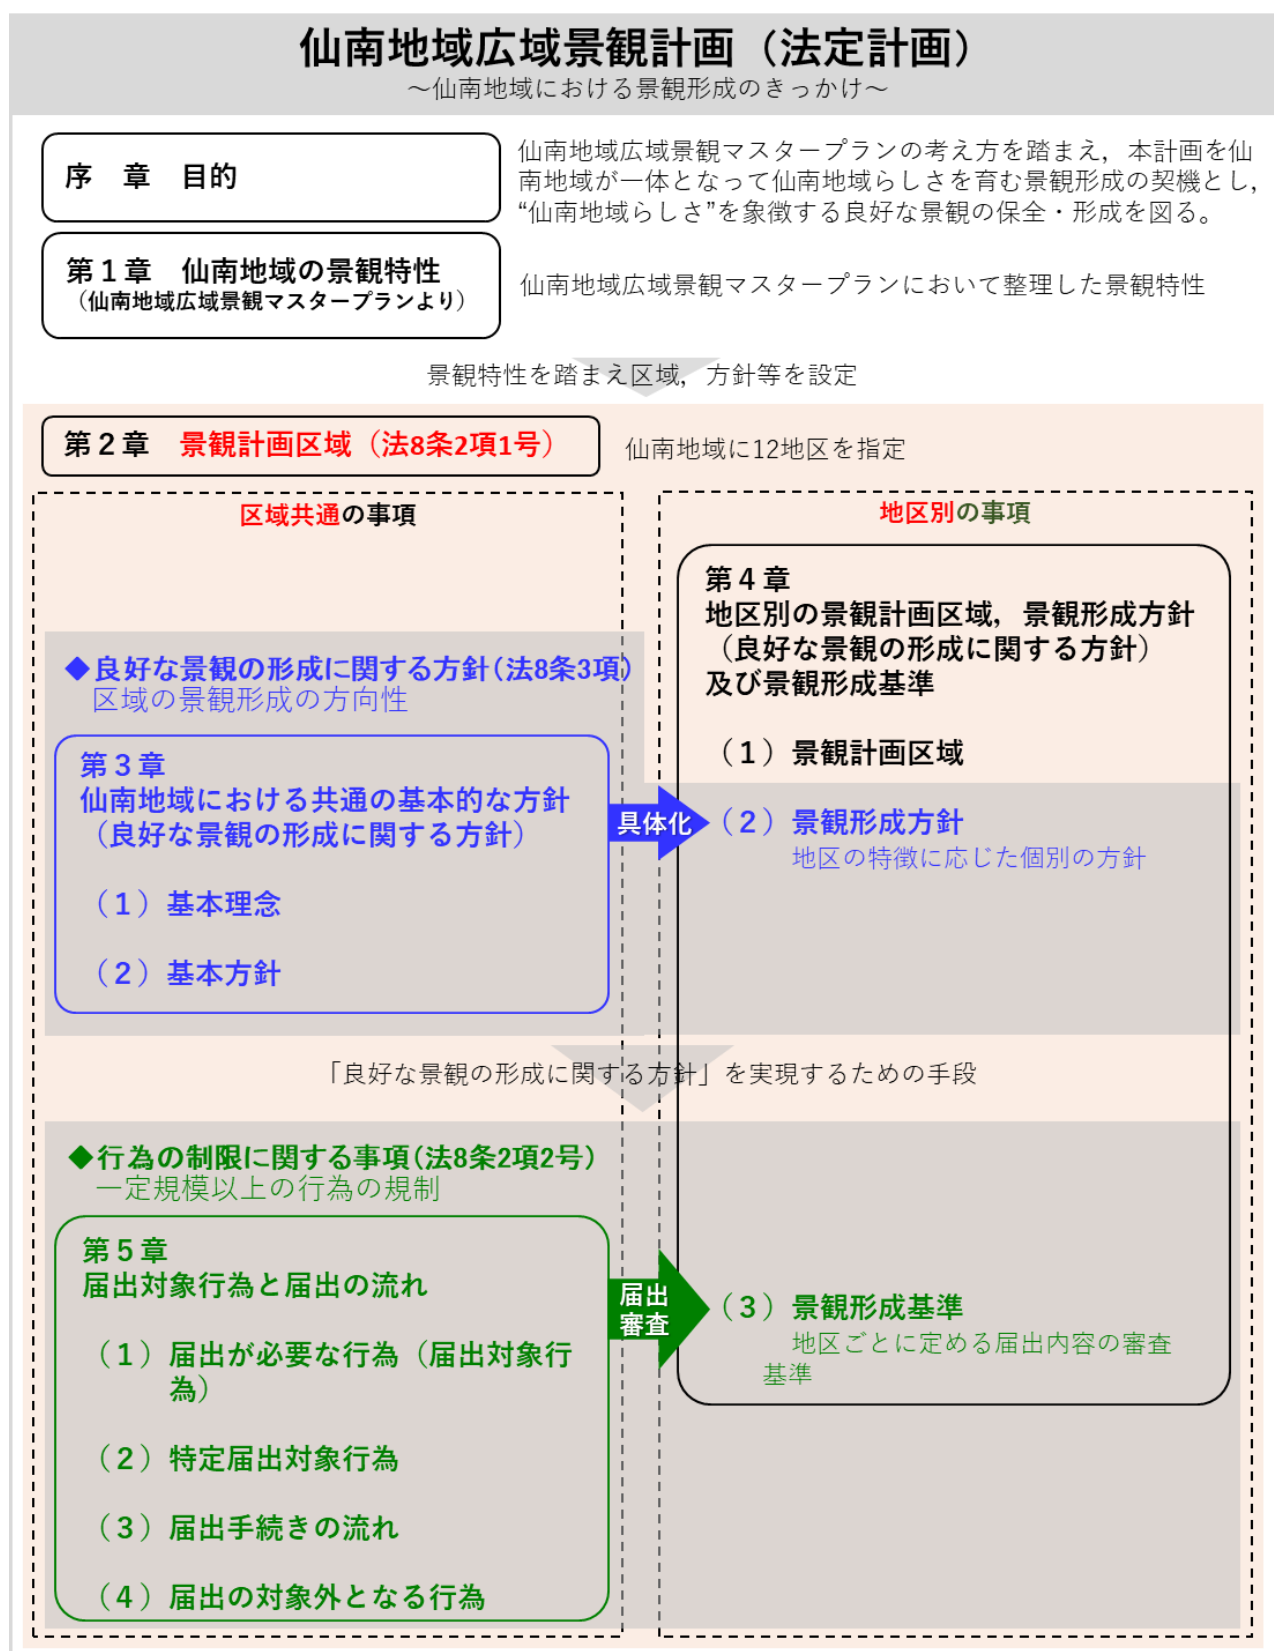 仙南地域広域景観計画（法定計画）
～仙南地域における景観形成のきっかけ～
序　章　目的
仙南地域広域景観マスタープランの考え方を踏まえ，本計画を仙
南地域が一体となって仙南地域らしさを育む景観形成の契機とし，
“仙南地域らしさ”を象徴する良好な景観の保全・形成を図る。
第１章　仙南地域の景観特性
（仙南地域広域景観マスタープランより）
仙南地域広域景観マスタープランにおいて整理した景観特性
景観特性を踏まえ区域，方針等を設定
第２章　景観計画区域（法8条2項1号）
仙南地域に12地区を指定
区域共通の事項
◆良好な景観の形成に関する方針（法8条3項）
区域の景観形成の方向性
第３章
仙南地域における共通の基本的な方針
（良好な景観の形成に関する方針）
（１）基本理念
（２）基本方針
具体化
地区別の事項
第４章
地区別の景観計画区域，景観形成方針
（良好な景観の形成に関する方針）
及び景観形成基準
（１）景観計画区域
（２）景観形成方針
地区の特徴に応じた個別の方針
「良好な景観の形成に関する方針」を実現するための手段
◆行為の制限に関する事項（法8条2項2号）
一定規模以上の行為の規制
第５章
届出対象行為と届出の流れ
（１）届出が必要な行為（届出対象行
為）
（２）特定届出対象行為
（３）届出手続きの流れ
（４）届出の対象外となる行為
届出
審査
（３）景観形成基準
地区ごとに定める届出内容の審査
基準